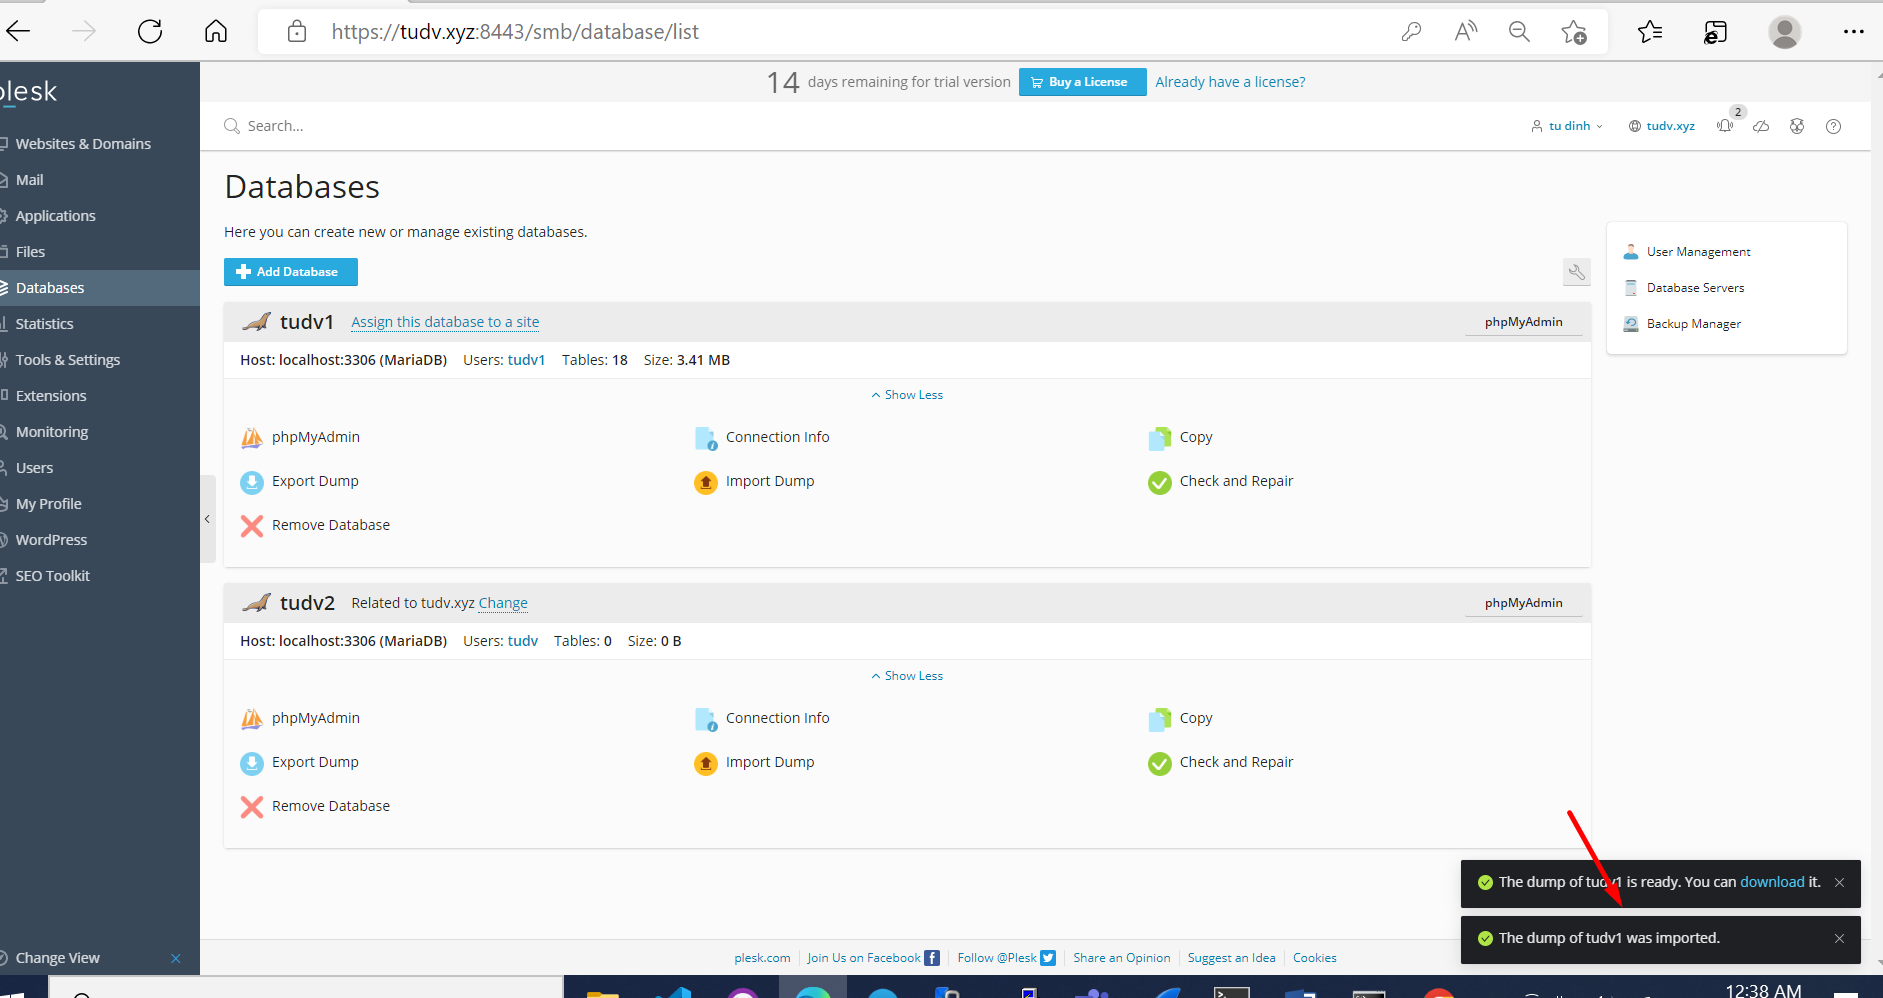 https://tudv.xyz:8443/smb/database/list
plesk
14 days remaining for trial version Buy a License Already have a license?
Search...
tu dinh
tudv.xyz
2
Websites & Domains
Mail
Applications
Files
Databases
Statistics
Tools & Settings
Extensions
Monitoring
Users
My Profile
WordPress
SEO Toolkit
Change View
Databases
Here you can create new or manage existing databases.
Add Database
tudv1 Assign this database to a site phpMyAdmin
Host: localhost:3306 (MariaDB) Users: tudv1 Tables: 18 Size: 3.41 MB
Show Less
phpMyAdmin Connection Info Copy
Export Dump Import Dump Check and Repair
Remove Database
tudv2 Related to tudv.xyz Change phpMyAdmin
Host: localhost:3306 (MariaDB) Users: tudv Tables: 0 Size: 0 B
Show Less
phpMyAdmin Connection Info Copy
Export Dump Import Dump Check and Repair
Remove Database
User Management
Database Servers
Backup Manager
The dump of tudv1 is ready. You can download it.
The dump of tudv1 was imported.
plesk.com Join Us on Facebook Follow @Plesk Share an Opinion Suggest an Idea Cookies
12:38 AM